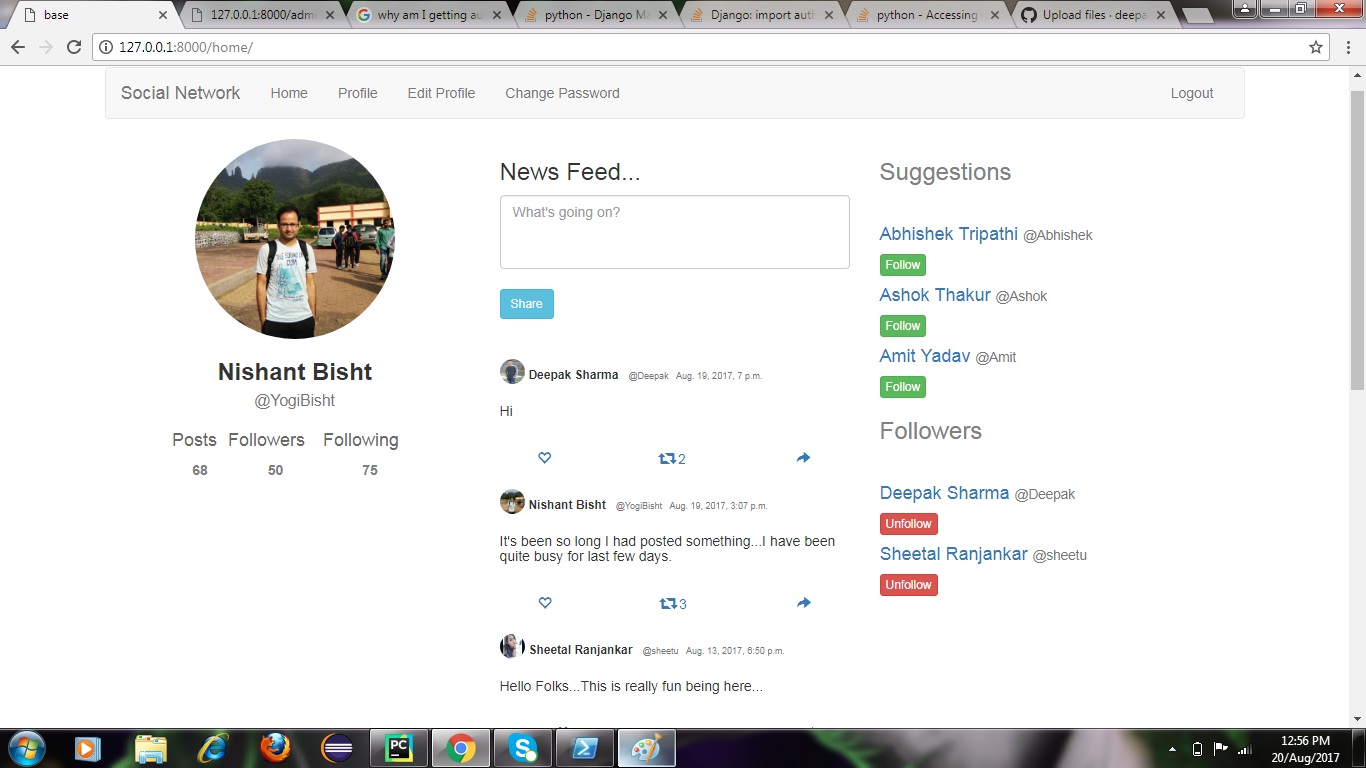 base
127.0.0.1:8000/adm
why am I getting au
python - Django Ma
Django: import auth
python - Accessing
Upload files · deepa
127.0.0.1:8000/home/
Social Network Home Profile Edit Profile Change Password Logout
Nishant Bisht
@YogiBisht
Posts Followers Following
68 50 75
News Feed...
What's going on?
Share
Deepak Sharma @Deepak Aug. 19, 2017, 7 p.m.
Hi
2
Nishant Bisht @YogiBisht Aug. 19, 2017, 3:07 p.m.
It's been so long I had posted something...I have been
quite busy for last few days.
3
Sheetal Ranjankar @sheetu Aug. 13, 2017, 6:50 p.m.
Hello Folks...This is really fun being here...
Suggestions
Abhishek Tripathi @Abhishek
Follow
Ashok Thakur @Ashok
Follow
Amit Yadav @Amit
Follow
Followers
Deepak Sharma @Deepak
Unfollow
Sheetal Ranjankar @sheetu
Unfollow
PC
12:56 PM
20/Aug/2017